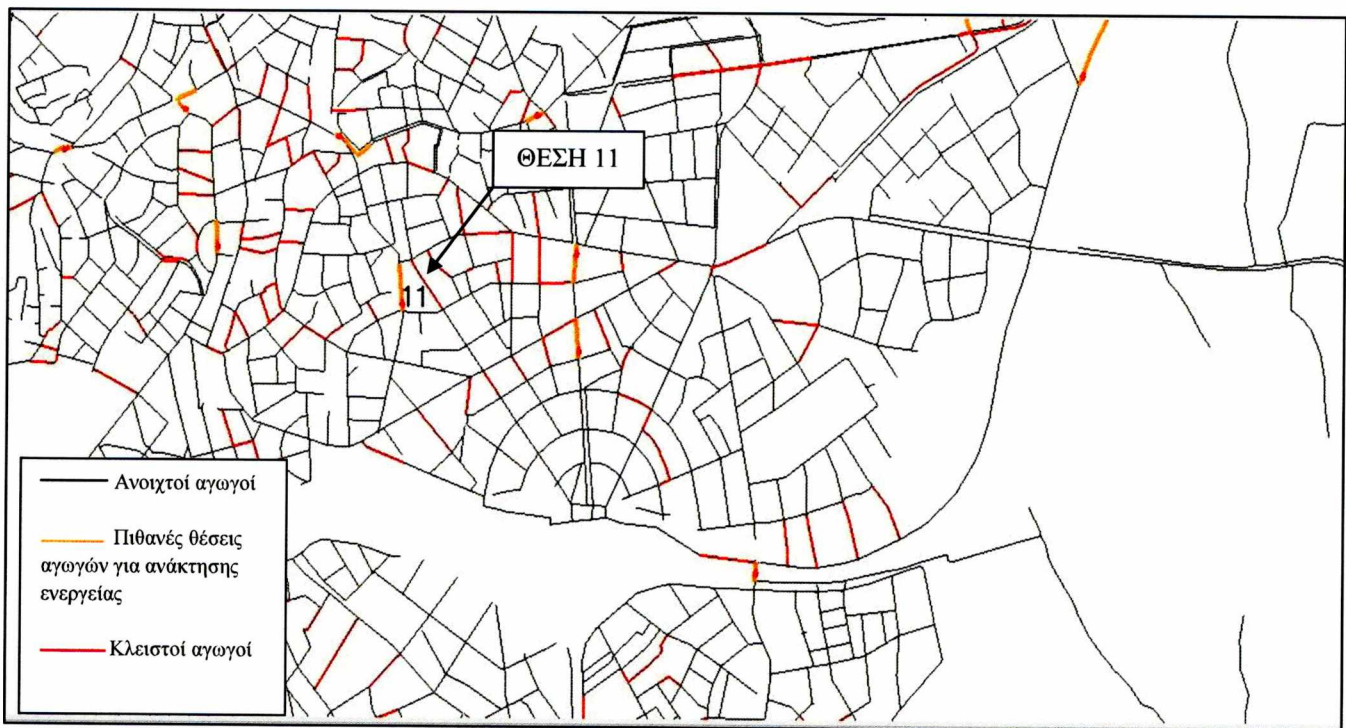 ΘΕΣΗ 11
11
Ανοιχτοί αγωγοί
Πιθανές θέσεις
αγωγών για ανάκτησης
ενεργείας
Κλειστοί αγωγοί